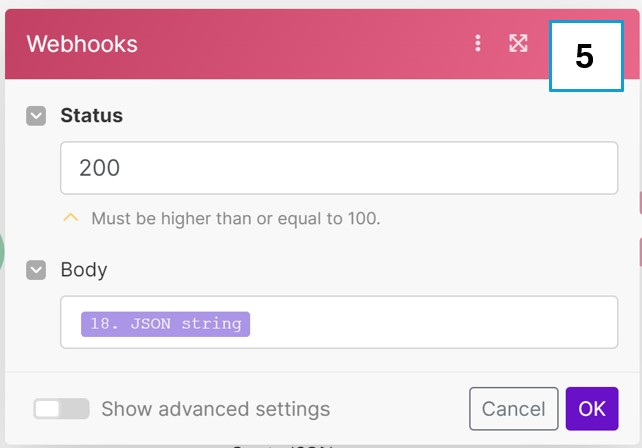 Webhooks
5
Status
200
Must be higher than or equal to 100.
Body
18. JSON string
Show advanced settings
Cancel
OK